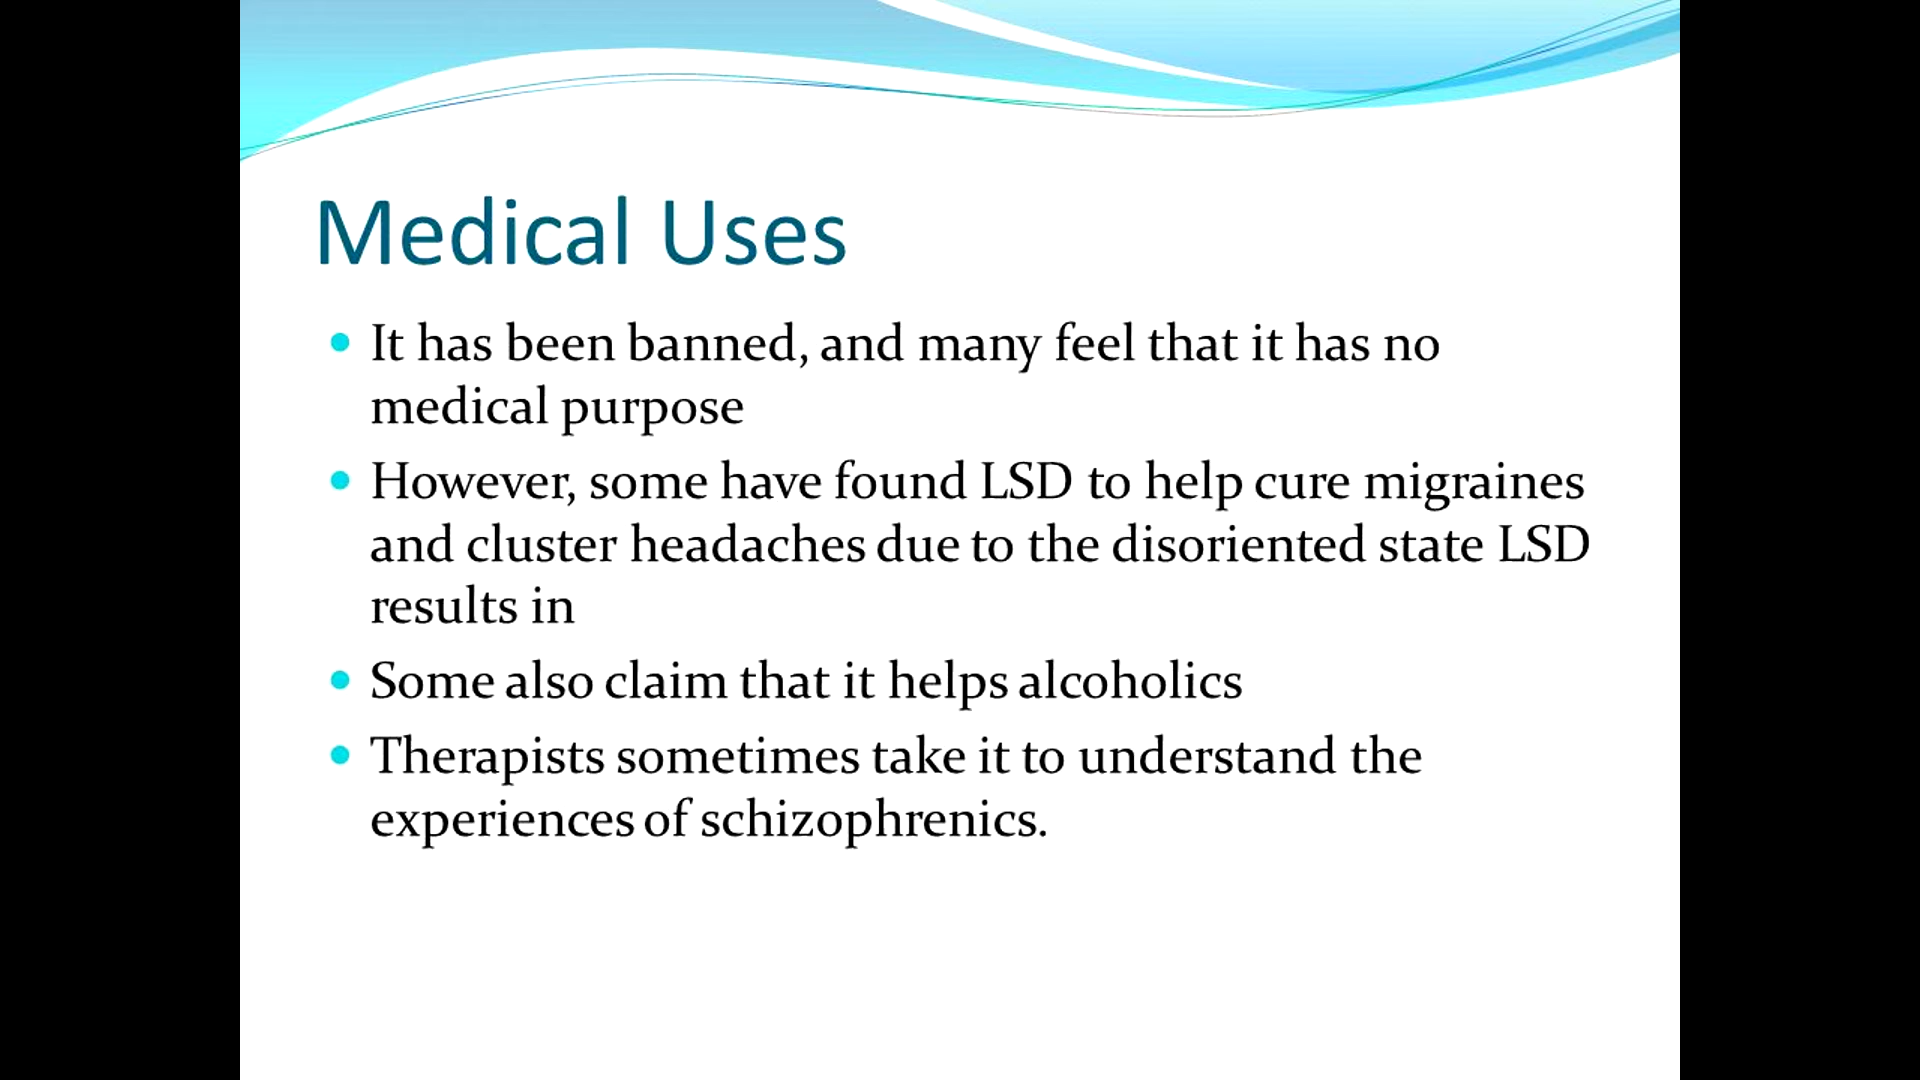 Medical Uses
It has been banned, and many feel that it has no
medical purpose
However, some have found LSD to help cure migraines
and cluster headaches due to the disoriented state LSD
results in
Some also claim that it helps alcoholics
Therapists sometimes take it to understand the
experiences of schizophrenics.